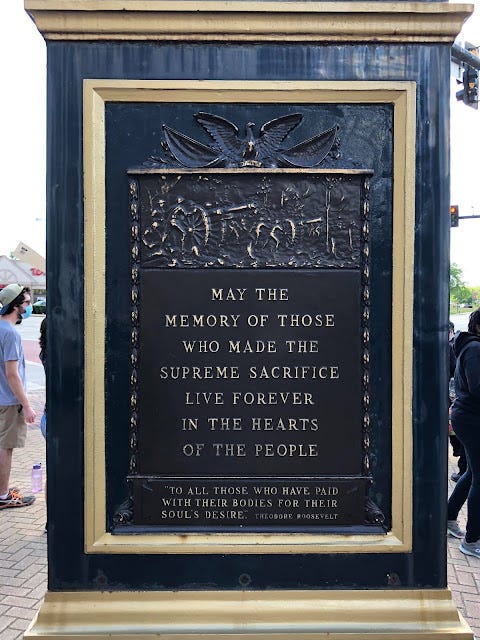 MAY THE
MEMORY OF THOSE
WHO MADE THE
SUPREME SACRIFICE
LIVE FOREVER
IN THE HEARTS
OF THE PEOPLE
"TO ALL THOSE WHO HAVE PAID
WITH THEIR BODIES FOR THEIR
SOUL'S DESIRE." THEODORE ROOSEVELT